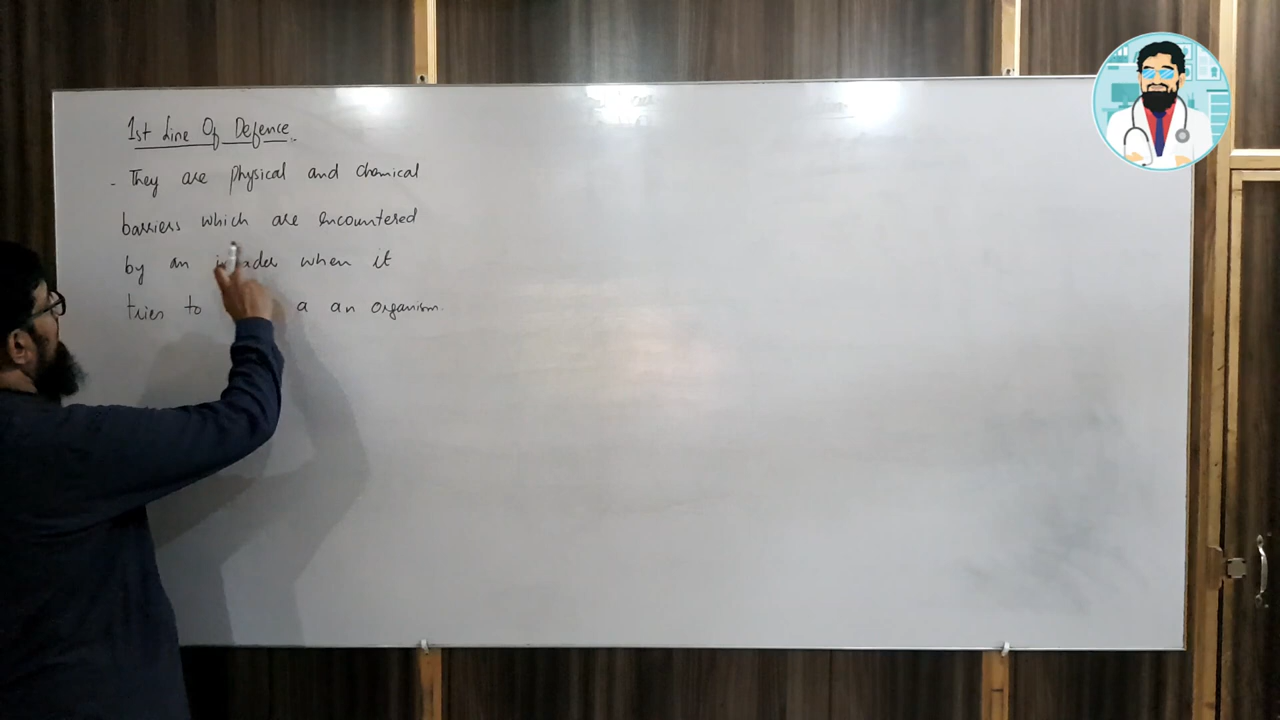 1st Line Of Defence
- They are physical and chemical
barriers which are encountered
by an when it
tries to a an organism.